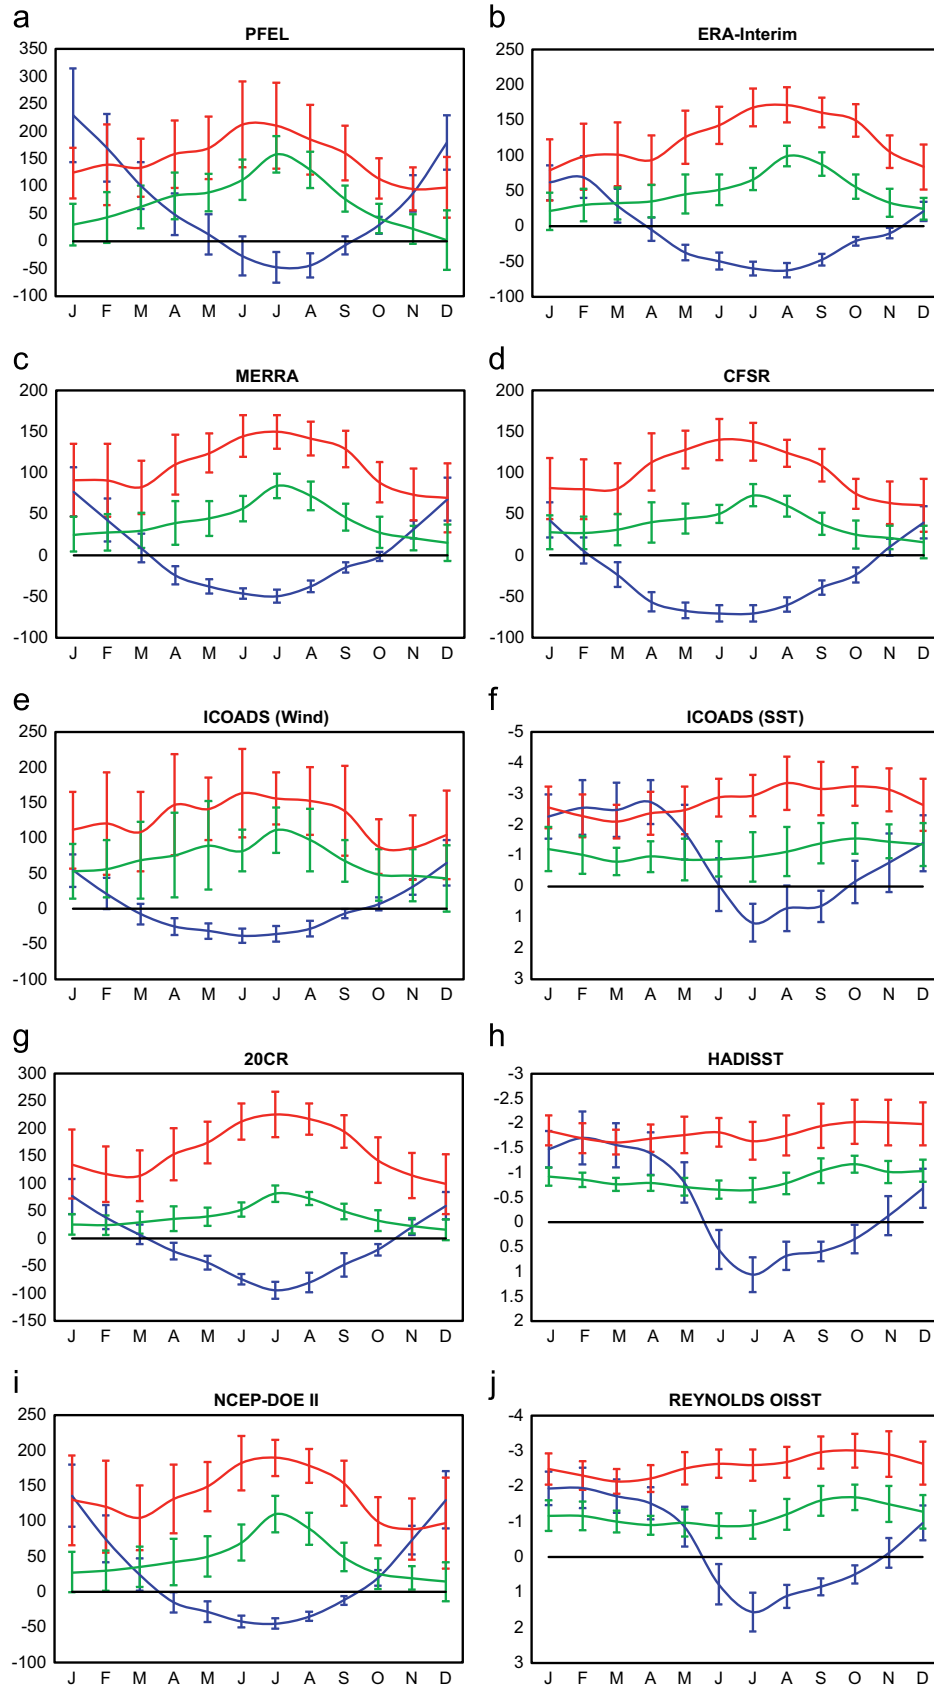 a
PFEL
350
300
250
200
150
100
50
0
-50
-100
J F M A M J J A S O N D
b
ERA-Interim
250
200
150
100
50
0
-50
-100
J F M A M J J A S O N D
c
MERRA
200
150
100
50
0
-50
-100
J F M A M J J A S O N D
d
CFSR
200
150
100
50
0
-50
-100
J F M A M J J A S O N D
e
ICOADS (Wind)
250
200
150
100
50
0
-50
-100
J F M A M J J A S O N D
f
ICOADS (SST)
-5
-4
-3
-2
-1
0
1
2
3
J F M A M J J A S O N D
g
20CR
300
250
200
150
100
50
0
-50
-100
-150
J F M A M J J A S O N D
h
HADISST
-3
-2.5
-2
-1.5
-1
-0.5
0
0.5
1
1.5
2
J F M A M J J A S O N D
i
NCEP-DOE II
250
200
150
100
50
0
-50
-100
J F M A M J J A S O N D
j
REYNOLDS OISST
-4
-3
-2
-1
0
1
2
3
J F M A M J J A S O N D